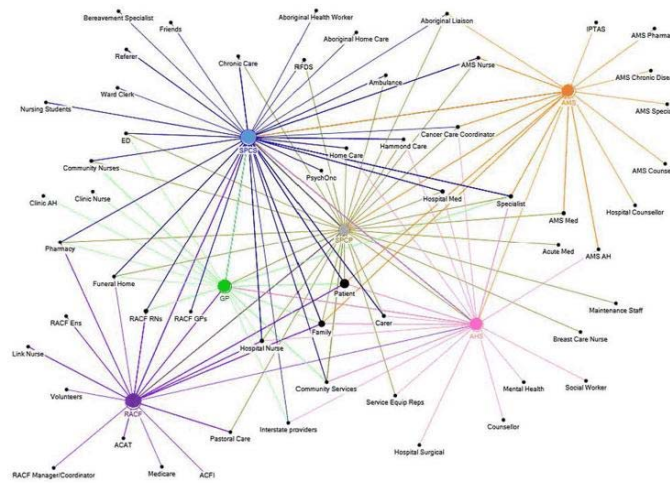 Bereavement Specialist
Friends
Aboriginal Health Worker
Aboriginal Liaison
IPTAS
Aboriginal Home Care
AMS Pharma
Referer
Chronic Care
RFDS
AMS Nurse
AMS Chronic Dise
Ward Clerk
Ambulance
AMS
Nursing Students
AMS Specia
ED
SPCS
Cancer Care Coordinator
Home Care
Hammond Care
Community Nurses
PsychOnc
AMS Counse
Clinic AH
Clinic Nurse
Hospital Med
Specialist
Hospital Counsellor
AMS Med
Pharmacy
SPCP
Acute Med
AMS AH
Funeral Home
GP
Patient
Maintenance Staff
RACF Ens
RACF RNs
RACF GPs
Family
Carer
AMS
Breast Care Nurse
Link Nurse
Hospital Nurse
Volunteers
RACF
Community Services
Service Equip Reps
Mental Health
Social Worker
ACAT
Pastoral Care
Interstate providers
Counsellor
RACF Manager/Coordinator
Medicare
ACFI
Hospital Surgical